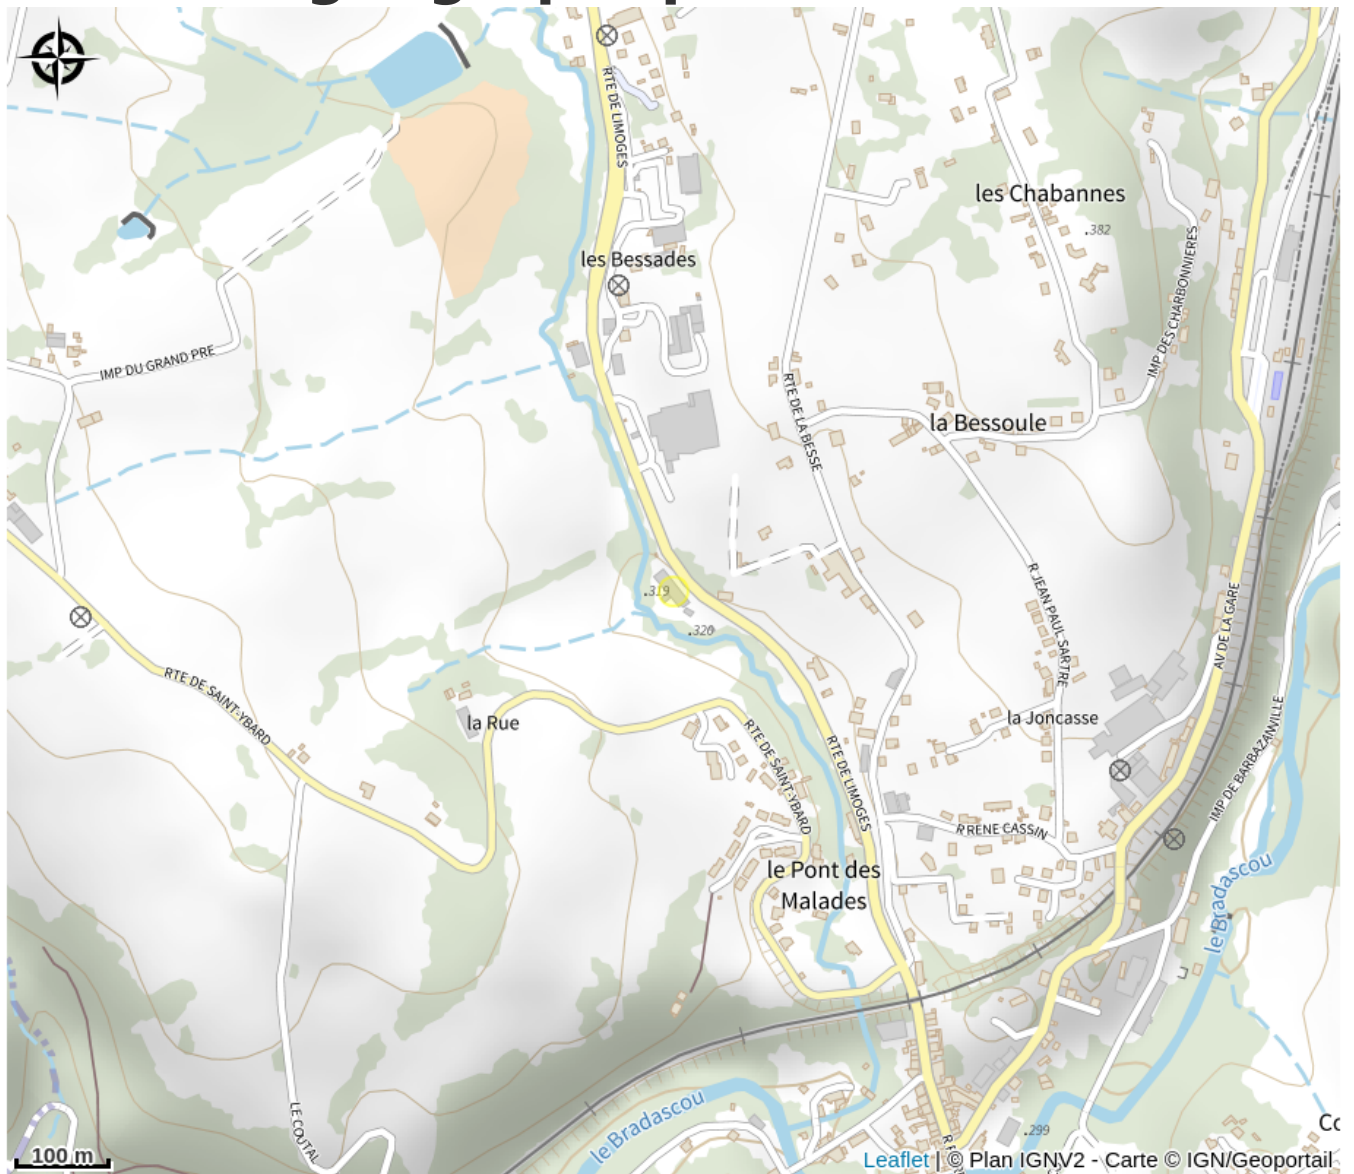 RTE DE LIMOGES
les Chabannes
.382
les Bessades
IMP DES CHARBONNIERES
IMP DU GRAND PRE
RTE DE LA BESSE
la Bessoule
.319
.320
R JEAN PAUL SARTRE
AV DE LA GARE
RTE DE SAINT-YBARD
la Rue
la Joncasse
RTE DE SAINT-YBARD
RTE DE LIMOGES
IMP DE BARBAZANVILLE
R RENE CASSIN
le Pont des
Malades
le Bradascou
le Bradascou
LE COUTAL
.299
100 m
Leaflet | © Plan IGNV2 - Carte © IGN/Geoportail